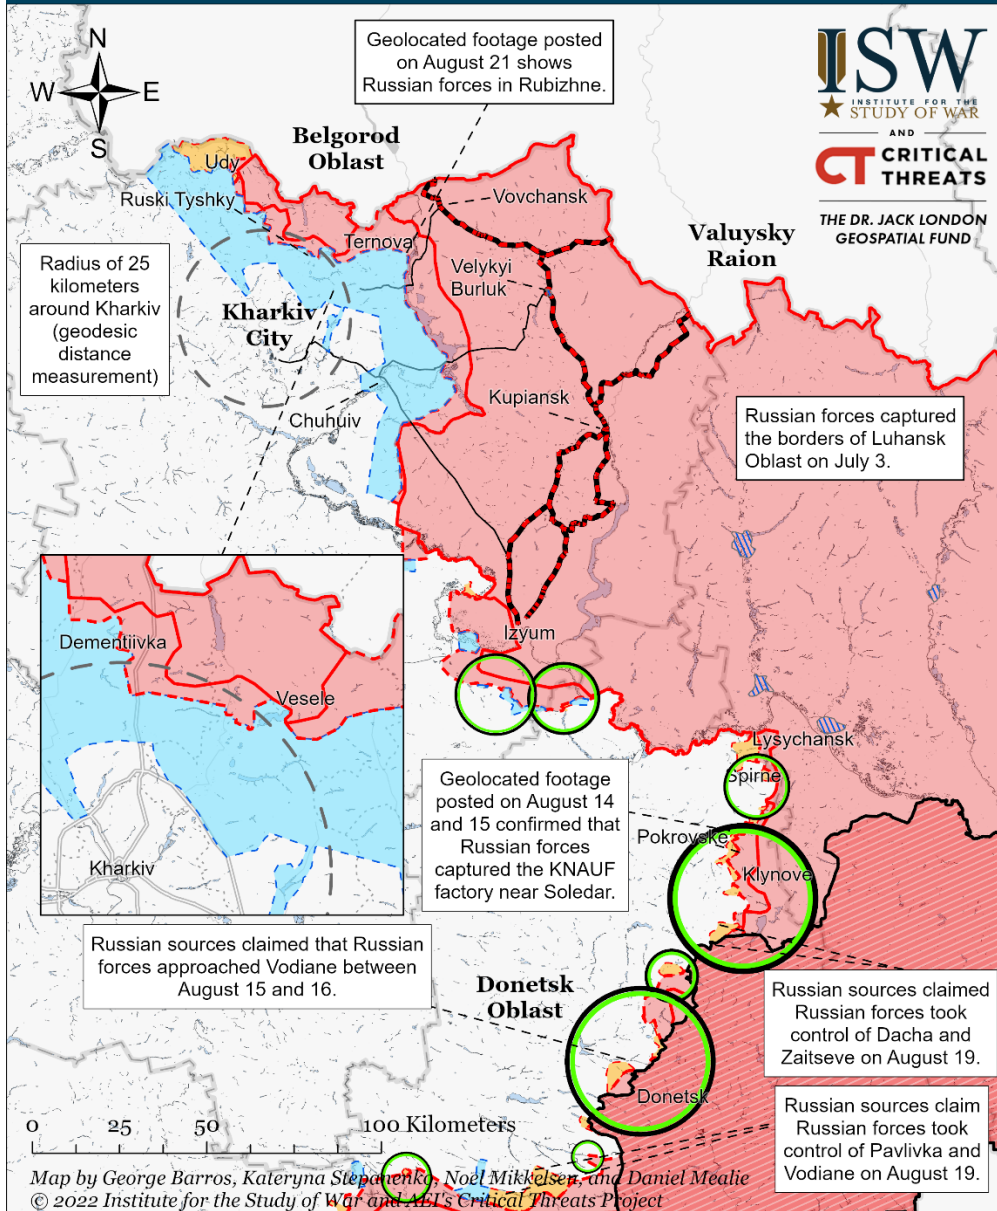 N
W E
S
Geolocated footage posted
on August 21 shows
Russian forces in Rubizhne.
ISW
INSTITUTE FOR THE
STUDY OF WAR
AND
CT CRITICAL
THREATS
THE DR. JACK LONDON
GEOSPATIAL FUND
Belgorod
Oblast
Udy
Ruski Tyshky
Vovchansk
Ternova
Valuysky
Raion
Radius of 25
kilometers
around Kharkiv
(geodesic
distance
measurement)
Velykyi
Burluk
Kharkiv
City
Kupiansk
Chuhuiv
Russian forces captured
the borders of Luhansk
Oblast on July 3.
Dementiivka
Vesele
Kharkiv
Izyum
Lysychansk
Spirne
Geolocated footage
posted on August 14
and 15 confirmed that
Russian forces
captured the KNAUF
factory near Soledar.
Pokrovske
Klynove
Russian sources claimed that Russian
forces approached Vodiane between
August 15 and 16.
Donetsk
Oblast
Russian sources claimed
Russian forces took
control of Dacha and
Zaitseve on August 19.
Donetsk
Russian sources claim
Russian forces took
control of Pavlivka and
Vodiane on August 19.
0 25 50 100 Kilometers
Map by George Barros, Kateryna Stepanenko, Noel Mikkelsen, and Daniel Mealie
© 2022 Institute for the Study of War and AEI's Critical Threats Project